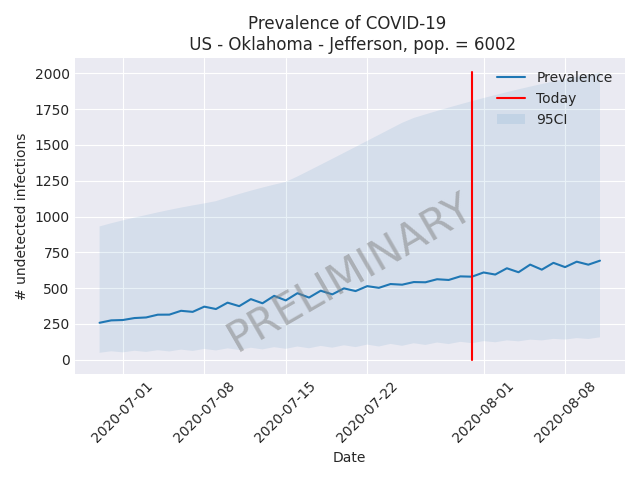 Prevalence of COVID-19
US - Oklahoma - Jefferson, pop. = 6002
# undetected infections
2000
1750
1500
1250
1000
750
500
250
0
Prevalence
Today
95CI
PRELIMINARY
2020-07-01
2020-07-08
2020-07-15
2020-07-22
2020-08-01
2020-08-08
Date